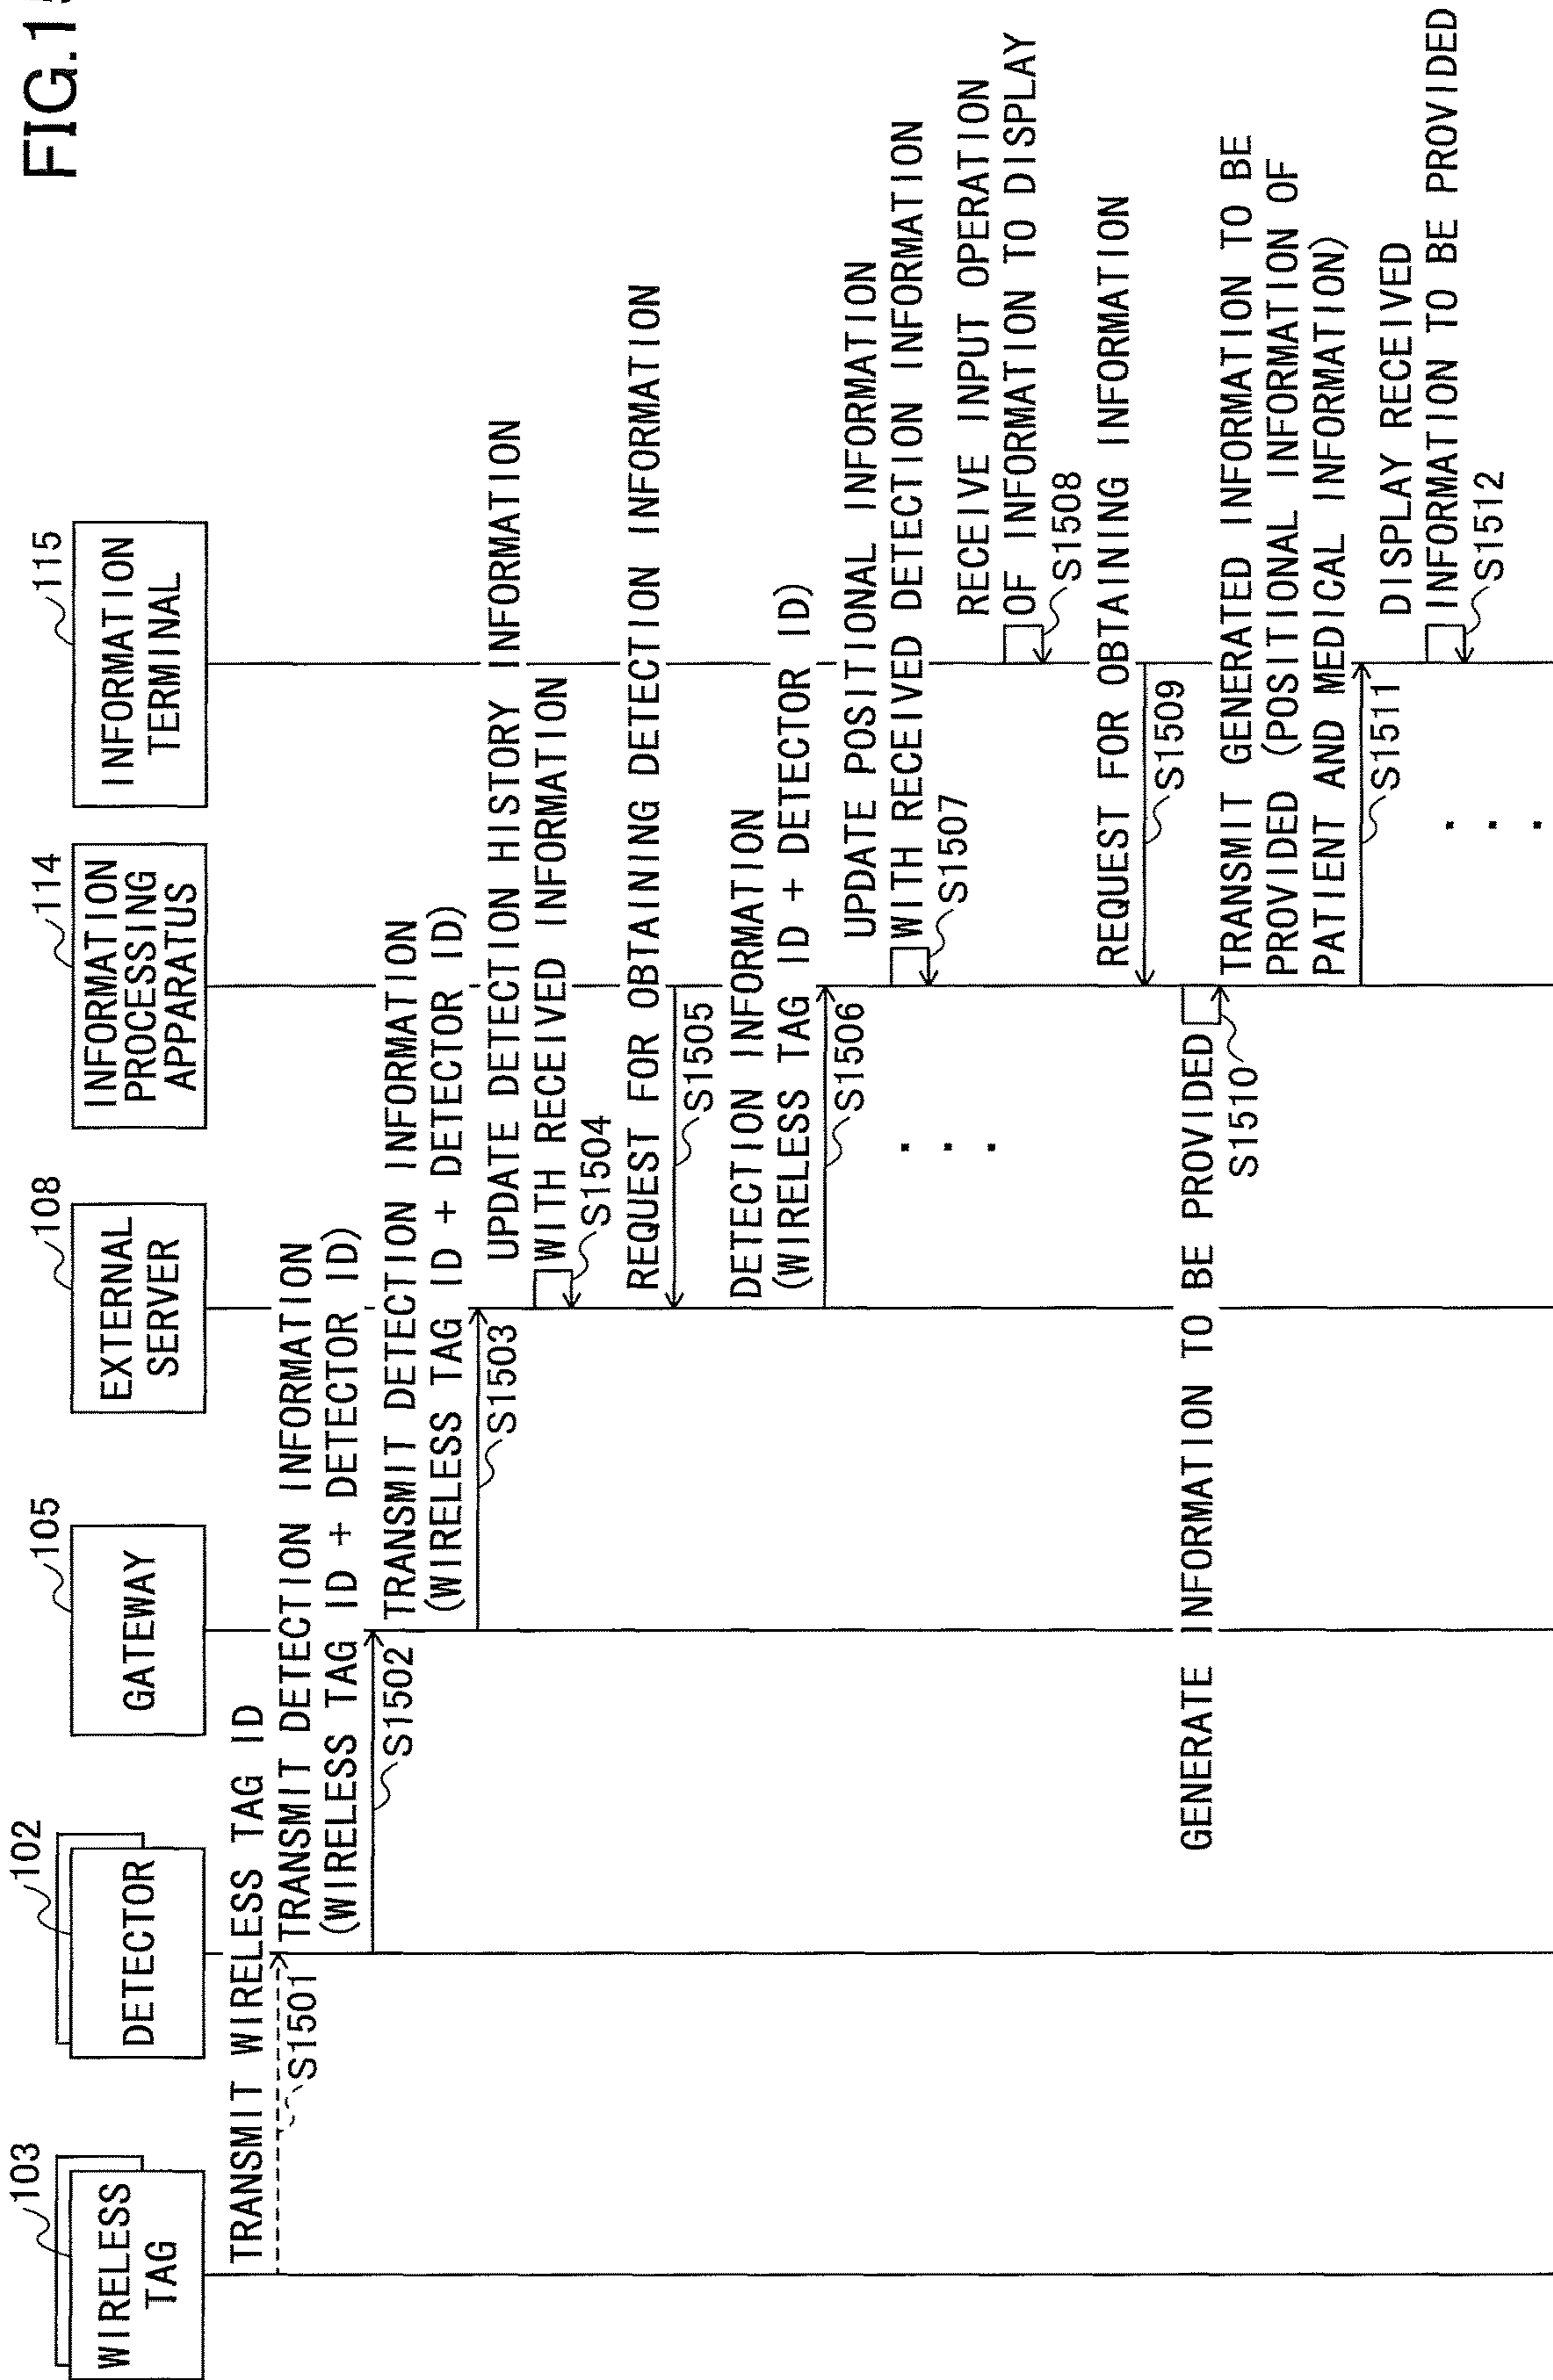 FIG.15
103
WIRELESS
TAG
102
DETECTOR
105
GATEWAY
108
EXTERNAL
SERVER
114
INFORMATION
PROCESSING
APPARATUS
115
INFORMATION
TERMINAL
TRANSMIT WIRELESS TAG ID
S1501
TRANSMIT DETECTION INFORMATION
(WIRELESS TAG ID + DETECTOR ID)
S1502
TRANSMIT DETECTION INFORMATION
(WIRELESS TAG ID + DETECTOR ID)
S1503
UPDATE DETECTION HISTORY INFORMATION
WITH RECEIVED INFORMATION
S1504
REQUEST FOR OBTAINING DETECTION INFORMATION
S1505
DETECTION INFORMATION
(WIRELESS TAG ID + DETECTOR ID)
S1506
UPDATE POSITIONAL INFORMATION
WITH RECEIVED DETECTION INFORMATION
S1507
RECEIVE INPUT OPERATION
OF INFORMATION TO DISPLAY
S1508
REQUEST FOR OBTAINING INFORMATION
S1509
GENERATE INFORMATION TO BE PROVIDED
S1510
TRANSMIT GENERATED INFORMATION TO BE
PROVIDED (POSITIONAL INFORMATION OF
PATIENT AND MEDICAL INFORMATION)
S1511
DISPLAY RECEIVED
INFORMATION TO BE PROVIDED
S1512